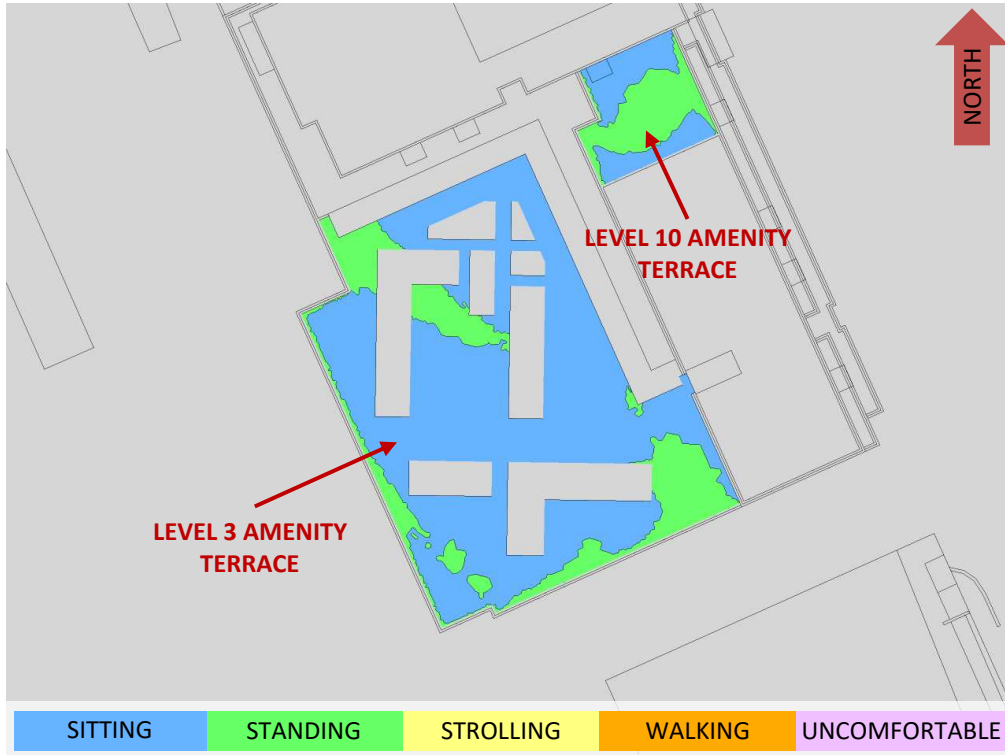 NORTH
LEVEL 10 AMENITY
TERRACE
LEVEL 3 AMENITY
TERRACE
SITTING
STANDING
STROLLING
WALKING
UNCOMFORTABLE